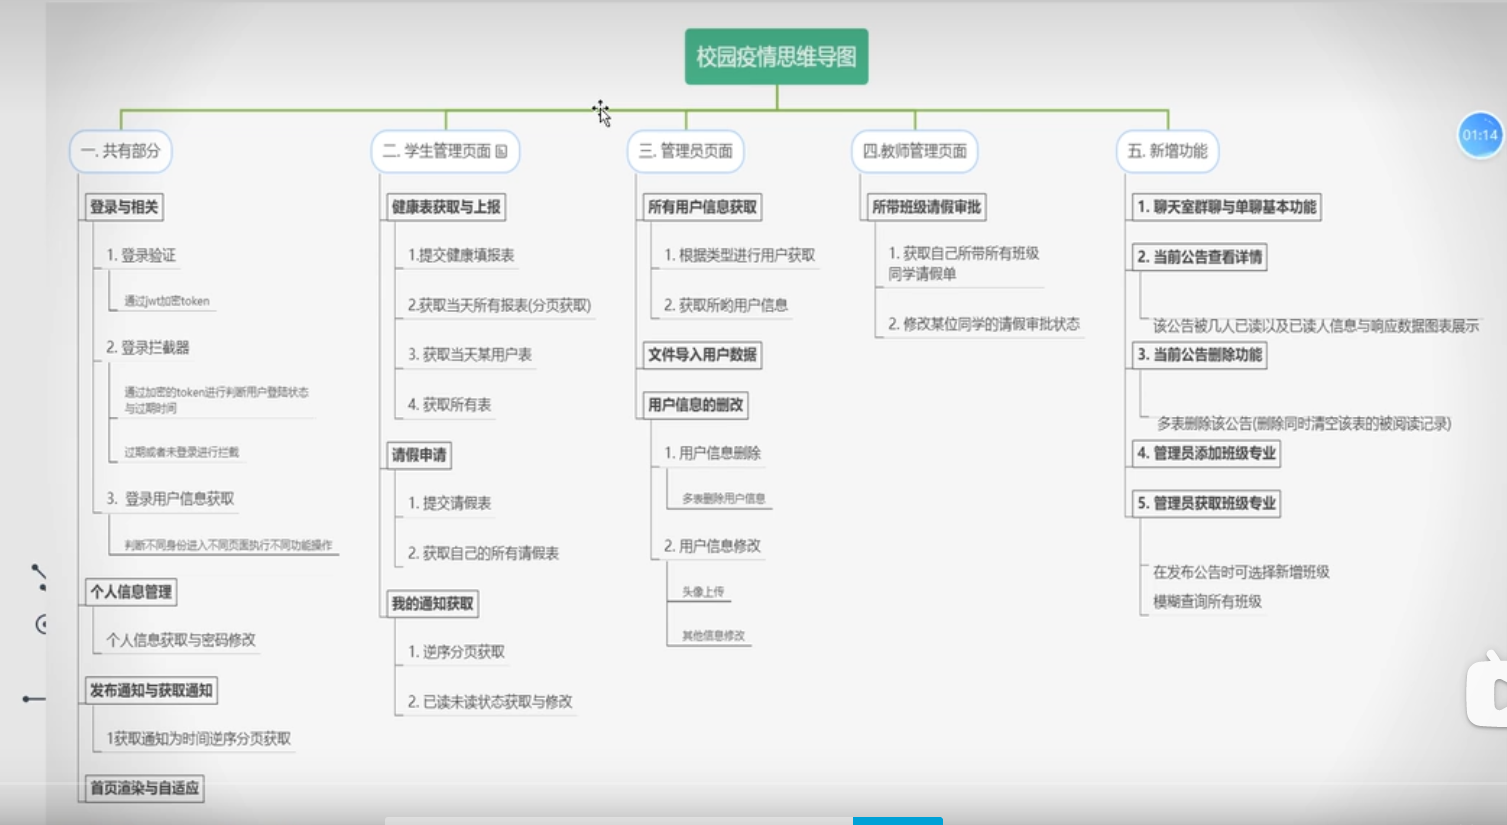 校园疫情思维导图
01:14
一. 共有部分
登录与相关
1. 登录验证
通过jwt加密token
2. 登录拦截器
通过加密的token进行判断用户登陆状态
与过期时间
过期或者未登录进行拦截
3. 登录用户信息获取
判断不同身份进入不同页面执行不同功能操作
个人信息管理
个人信息获取与密码修改
发布通知与获取通知
1获取通知为时间逆序分页获取
首页渲染与自适应
二. 学生管理页面
健康表获取与上报
1.提交健康填报表
2.获取当天所有报表(分页获取)
3. 获取当天某用户表
4. 获取所有表
请假申请
1. 提交请假表
2. 获取自己的所有请假表
我的通知获取
1. 逆序分页获取
2. 已读未读状态获取与修改
三. 管理员页面
所有用户信息获取
1. 根据类型进行用户获取
2. 获取所哟用户信息
文件导入用户数据
用户信息的删改
1. 用户信息删除
多表删除用户信息
2. 用户信息修改
头像上传
其他信息修改
四.教师管理页面
所带班级请假审批
1. 获取自己所带所有班级
同学请假单
2. 修改某位同学的请假审批状态
五. 新增功能
1. 聊天室群聊与单聊基本功能
2. 当前公告查看详情
该公告被几人已读以及已读人信息与响应数据图表展示
3. 当前公告删除功能
多表删除该公告(删除同时清空该表的被阅读记录)
4. 管理员添加班级专业
5. 管理员获取班级专业
在发布公告时可选择新增班级
模糊查询所有班级